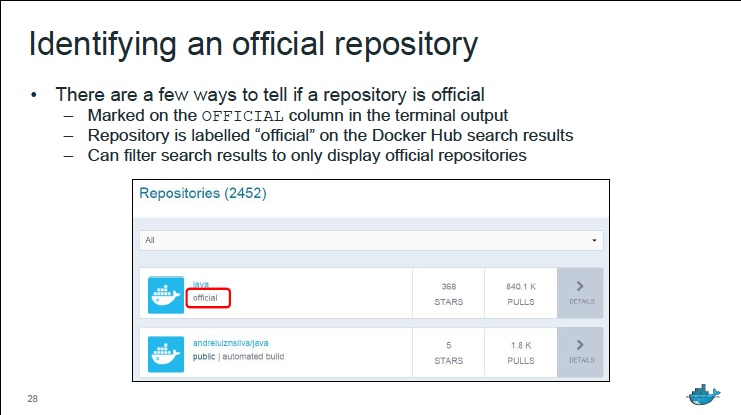 Identifying an official repository
• There are a few ways to tell if a repository is official
– Marked on the OFFICIAL column in the terminal output
– Repository is labelled “official” on the Docker Hub search results
– Can filter search results to only display official repositories
Repositories (2452)
All
java
official
368
STARS
840.1 K
PULLS
DETAILS
andreluiznsilva/java
public | automated build
5
STARS
1.8 K
PULLS
DETAILS
28